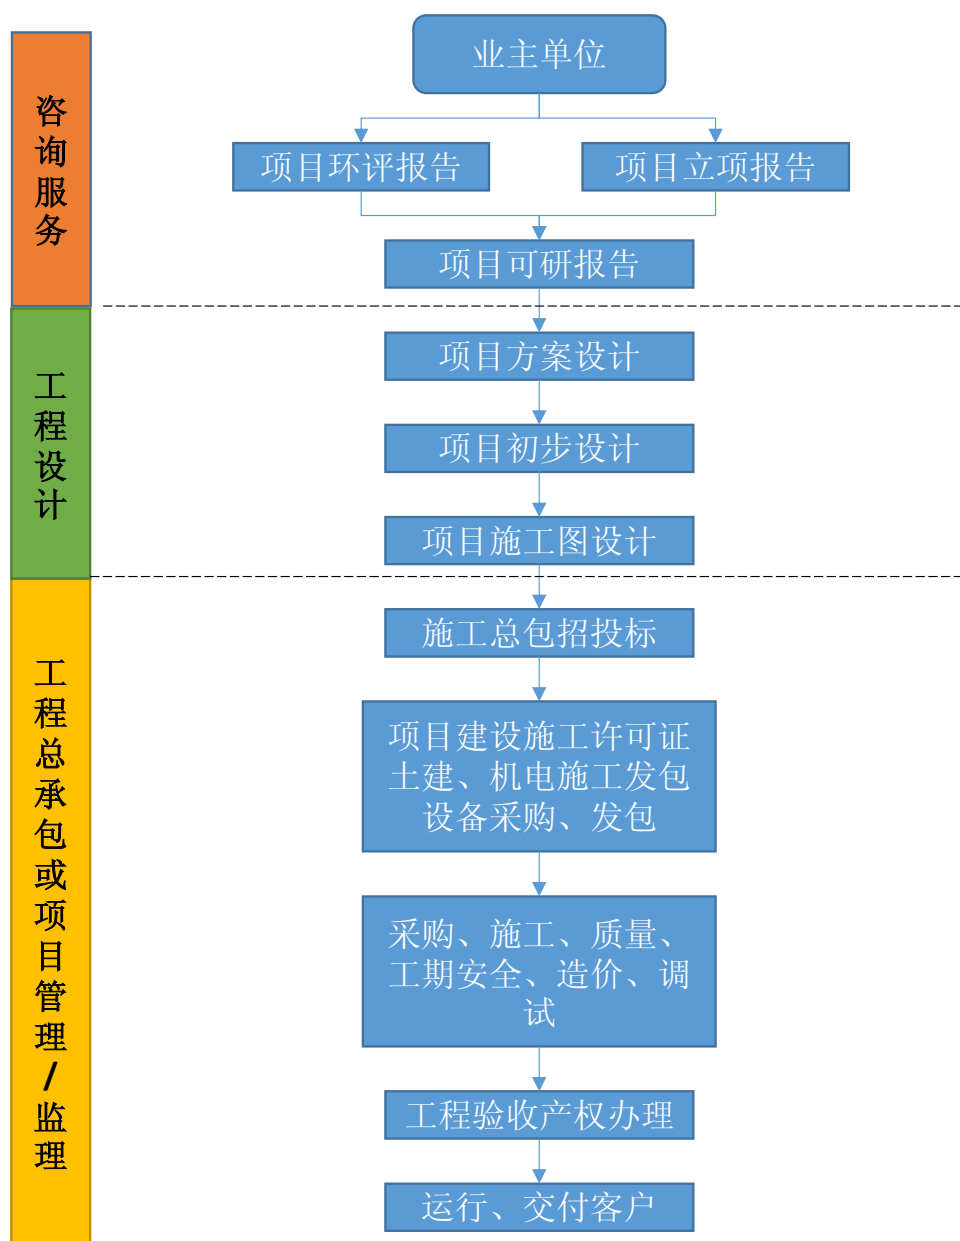 咨询服务
业主单位
项目环评报告
项目立项报告
项目可研报告
工程设计
项目方案设计
项目初步设计
项目施工图设计
工程总承包或项目管理/监理
施工总包招投标
项目建设施工许可证
土建、机电施工发包
设备采购、发包
采购、施工、质量、
工期安全、造价、调
试
工程验收产权办理
运行、交付客户